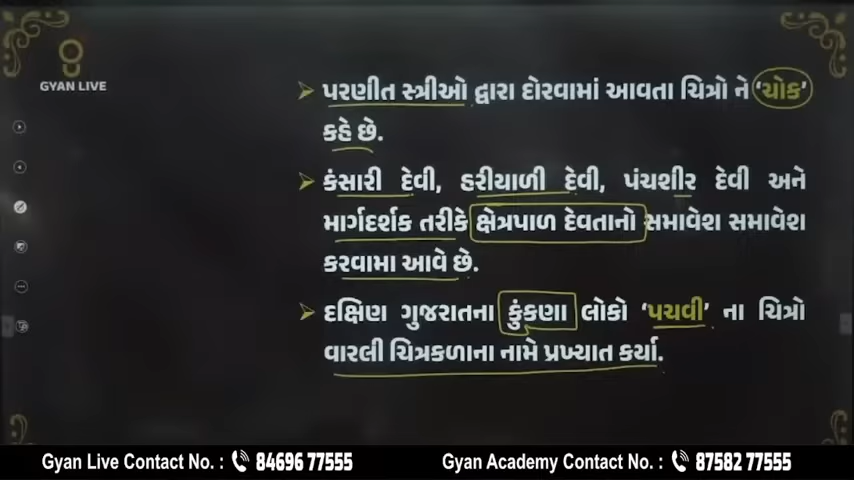 GYAN LIVE
➢ પરણીત સ્ત્રીઓ દ્વારા દોરવામાં આવતા ચિત્રો ને ‘ચોક’
કહે છે.
➢ કંસારી દેવી, હરીયાળી દેવી, પંચશીર દેવી અને
માર્ગદર્શક તરીકે ક્ષેત્રપાળ દેવતાનો સમાવેશ સમાવેશ
કરવામા આવે છે.
➢ દક્ષિણ ગુજરાતના કુંકણા લોકો ‘પચવી’ ના ચિત્રો
વારલી ચિત્રકળાના નામે પ્રખ્યાત કર્યા.
Gyan Live Contact No. : 84696 77555
Gyan Academy Contact No. : 87582 77555